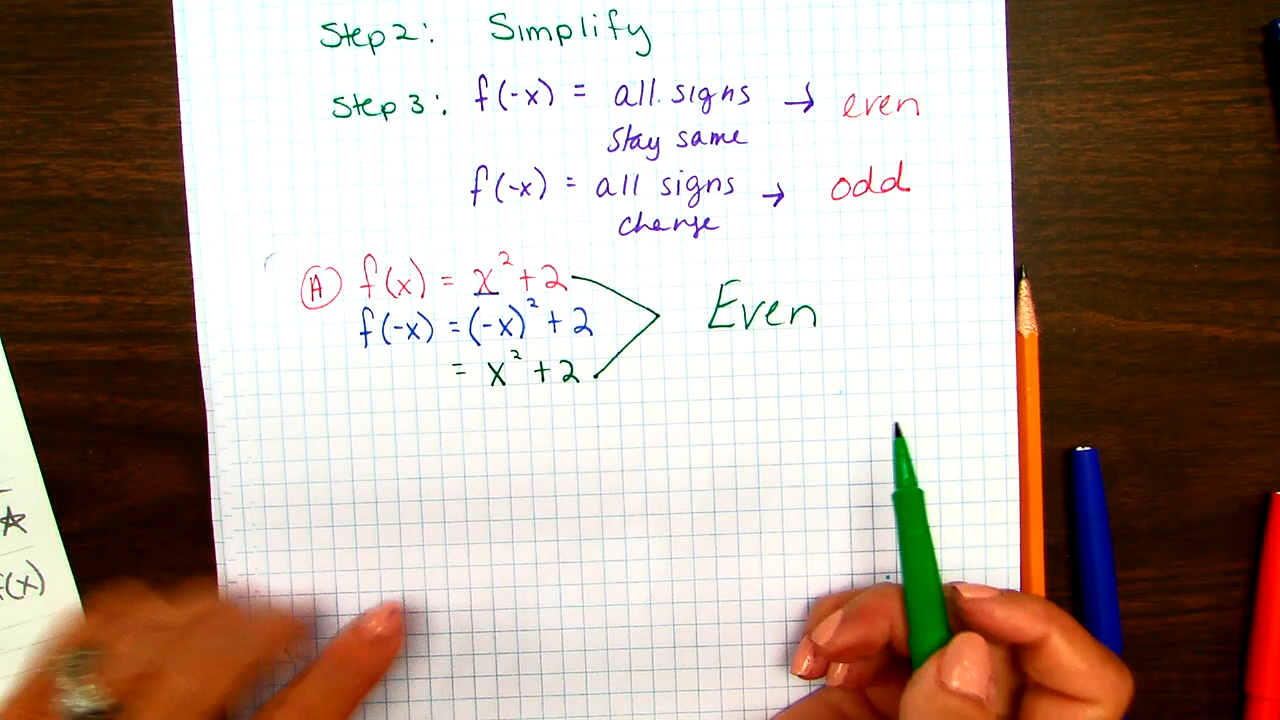 Step 2: Simplify
Step 3: f(-x) = all signs → even
stay same
f(-x) = all signs → odd
change
Ⓐ f(x) = x² + 2
f(-x) = (-x)² + 2
= x² + 2
Even
☆
f(x)